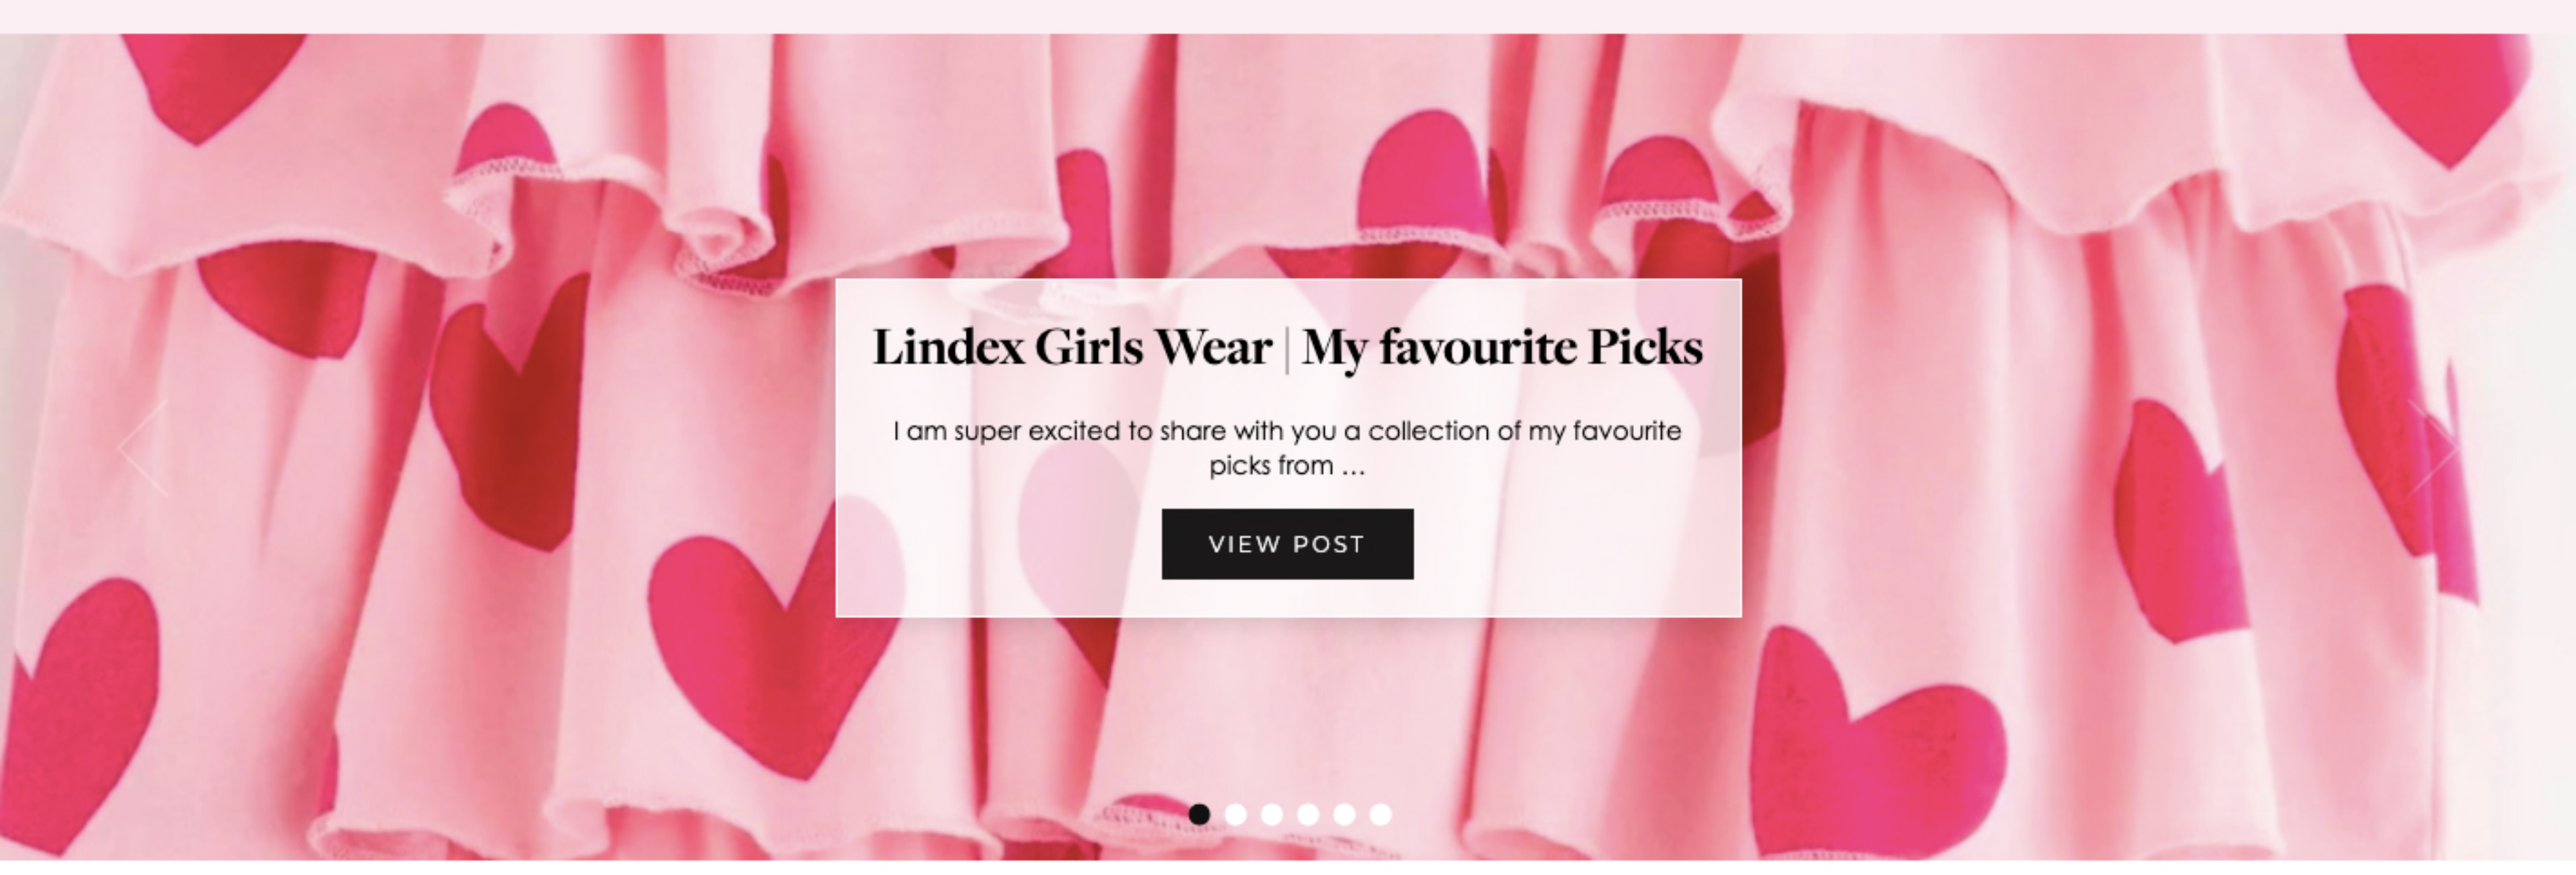 Lindex Girls Wear | My favourite Picks
I am super excited to share with you a collection of my favourite
picks from ...
VIEW POST